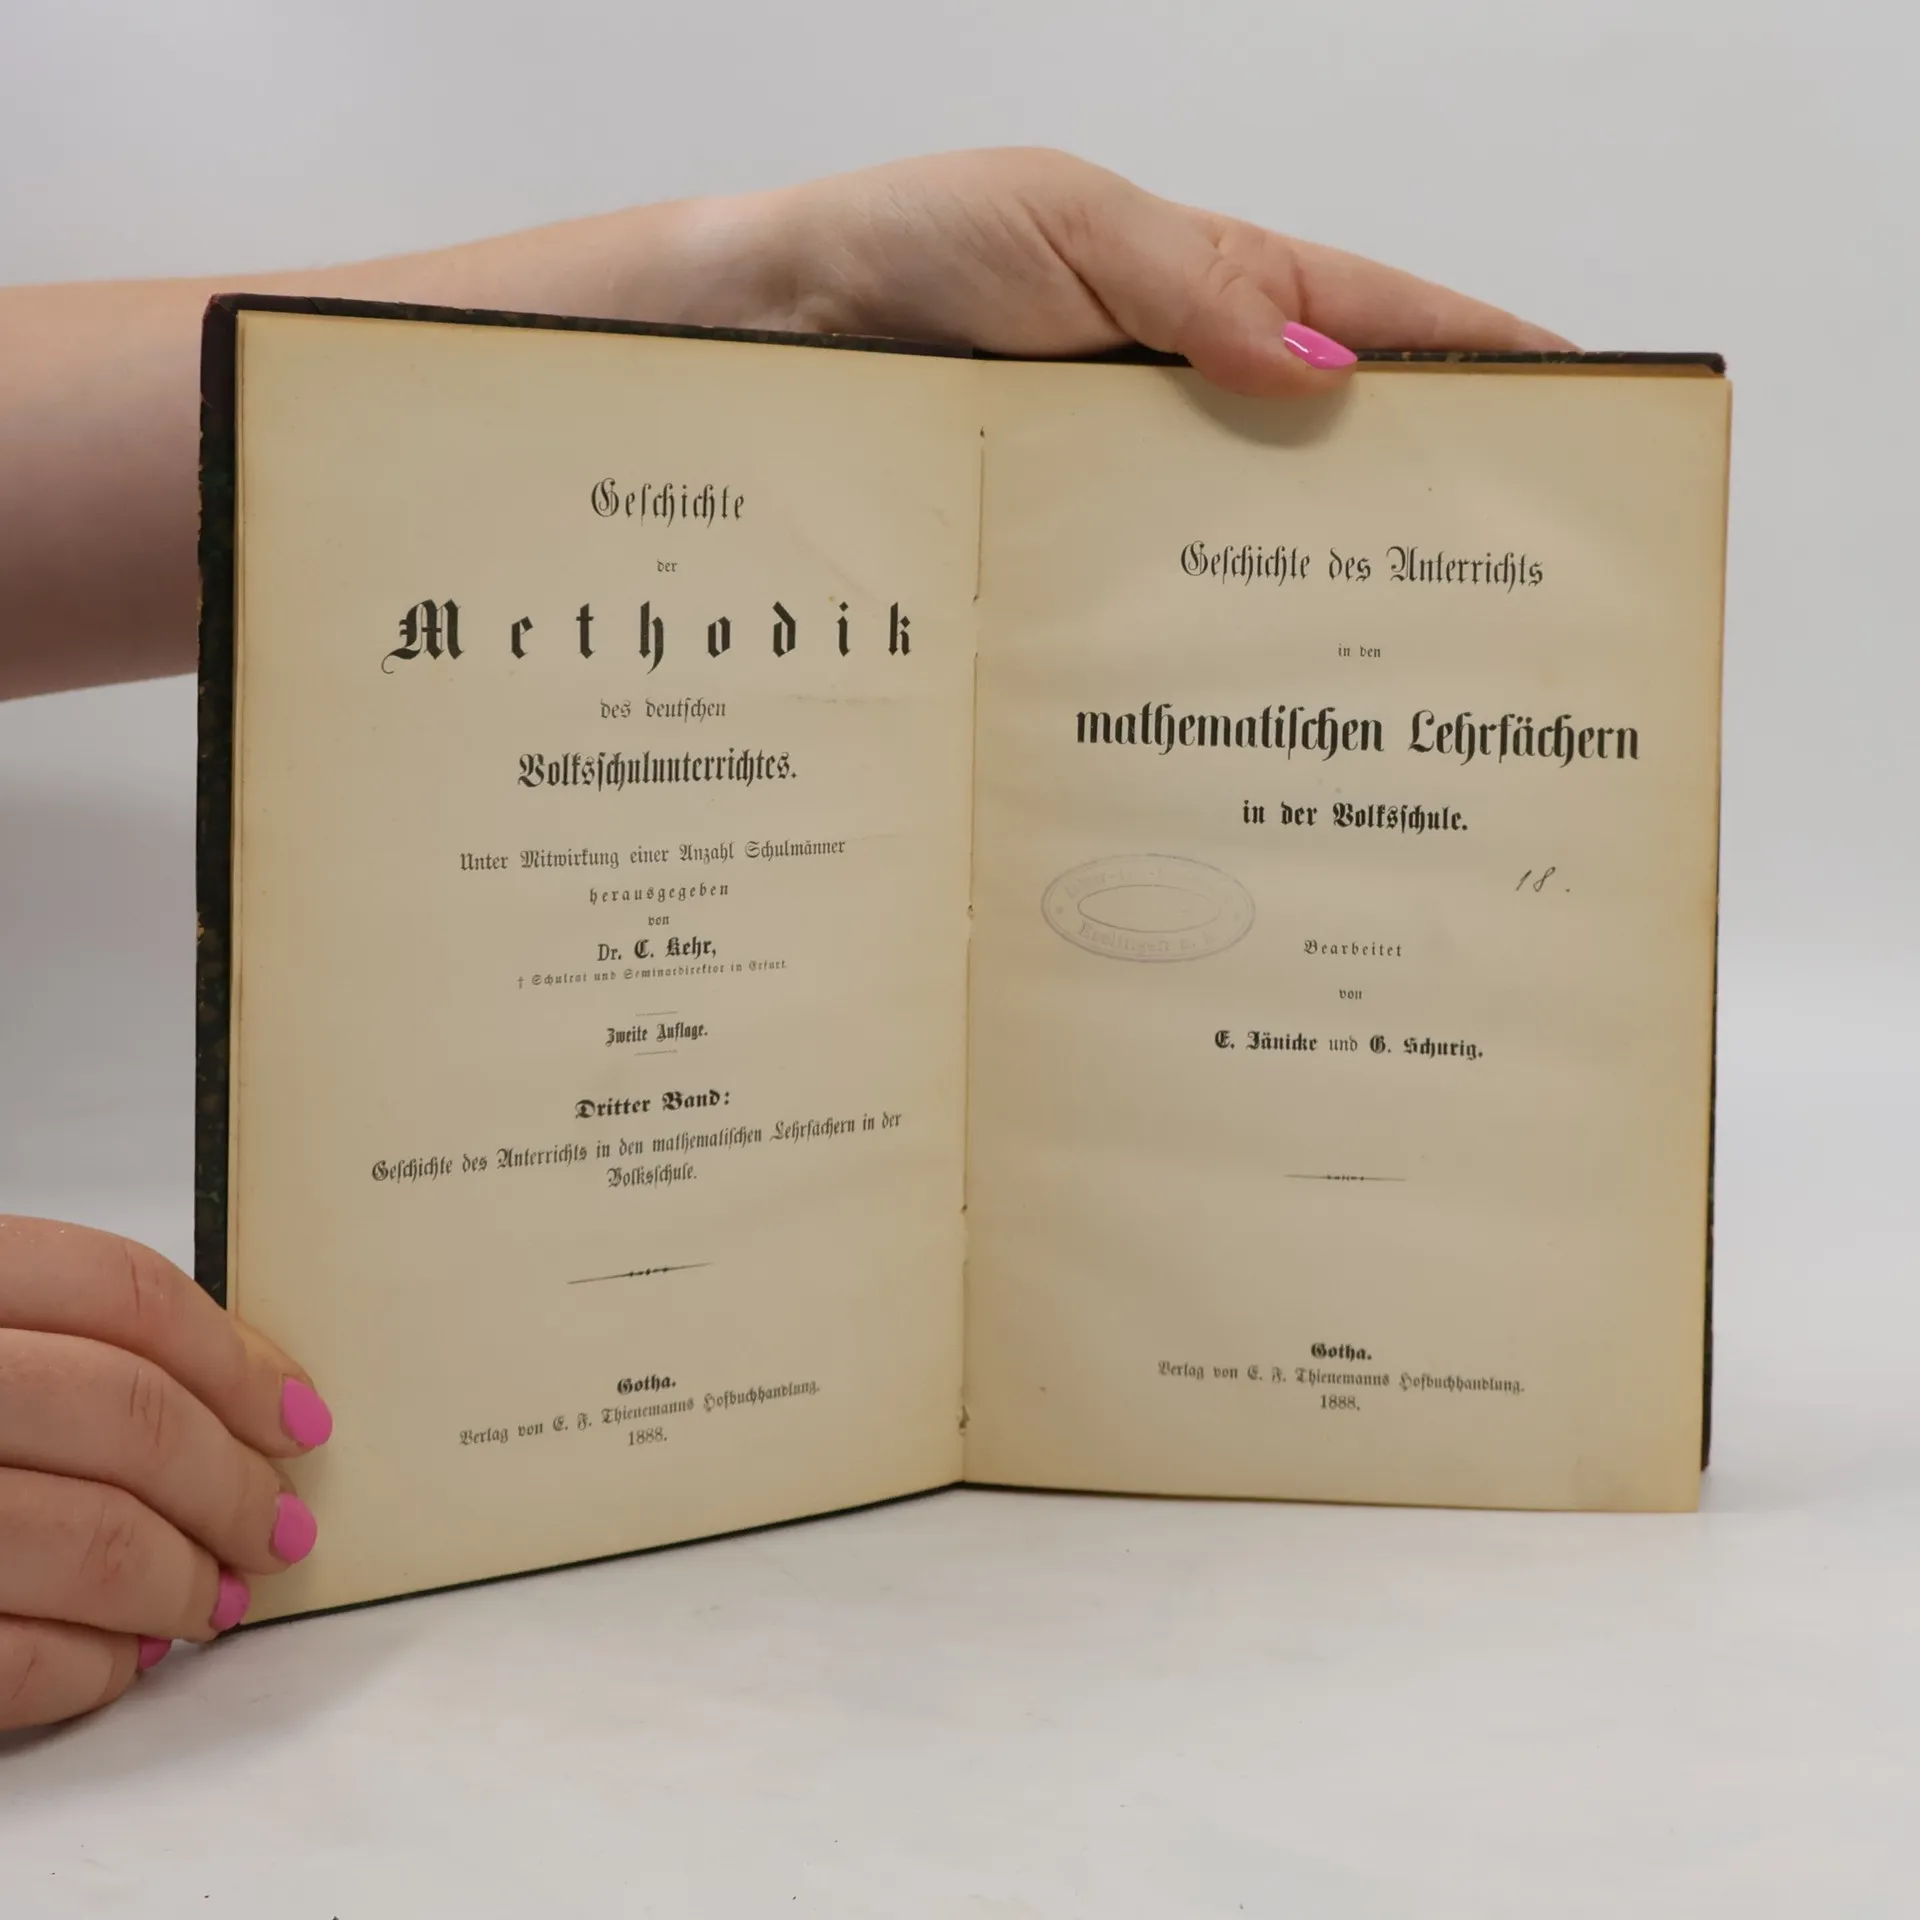 Geschichte
der
Methodik
des deutschen
Volksschulunterrichtes.
Unter Mitwirkung einer Anzahl Schulmänner
herausgegeben
von
Dr. C. Kehr,
† Schulrat und Seminardirektor in Erfurt.
Zweite Auflage.
Dritter Band:
Geschichte des Unterrichts in den mathematischen Lehrfächern in der
Volksschule.
Gotha.
Verlag von E. F. Thienemanns Hofbuchhandlung.
1888.
Geschichte des Unterrichts
in den
mathematischen Lehrfächern
in der Volksschule.
18.
Esslingen
Bearbeitet
von
E. Jänicke und G. Schurig.
Gotha.
Verlag von E. F. Thienemanns Hofbuchhandlung.
1888.